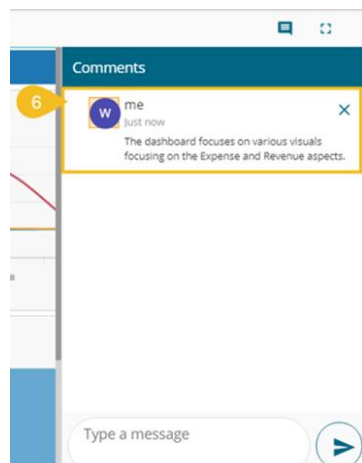 Comments
6
W
me
Just now
The dashboard focuses on various visuals
focusing on the Expense and Revenue aspects.
Type a message